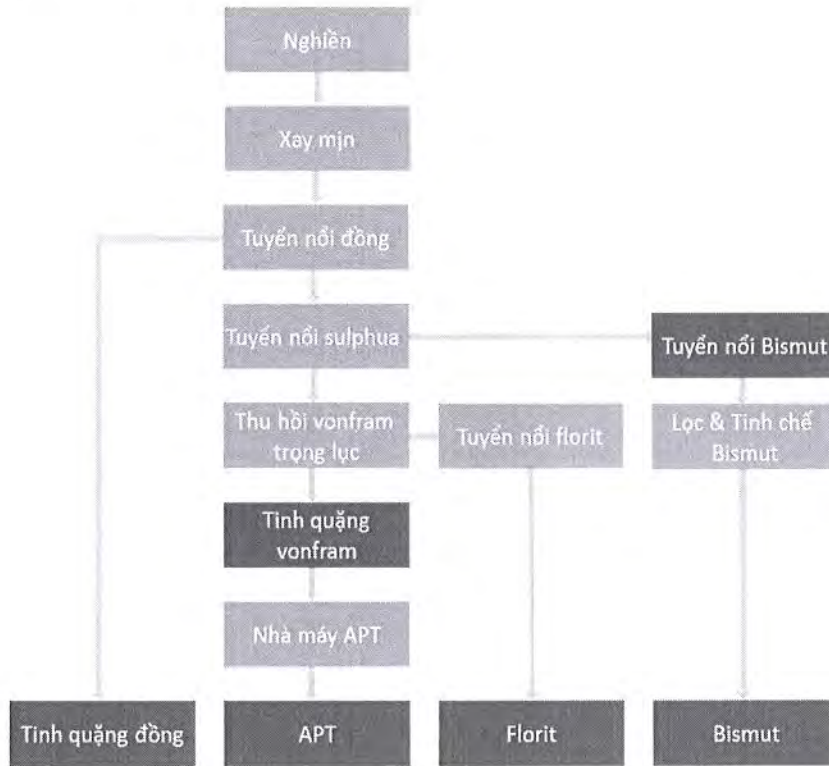 Nghiền
Xay mịn
Tuyển nổi đồng
Tuyển nổi sulphua
Tuyển nổi Bismut
Thu hồi vonfram
trọng lục
Tuyển nổi florit
Lọc & Tinh chế
Bismut
Tinh quặng
vonfram
Nhà máy APT
Tinh quặng đồng
APT
Florit
Bismut